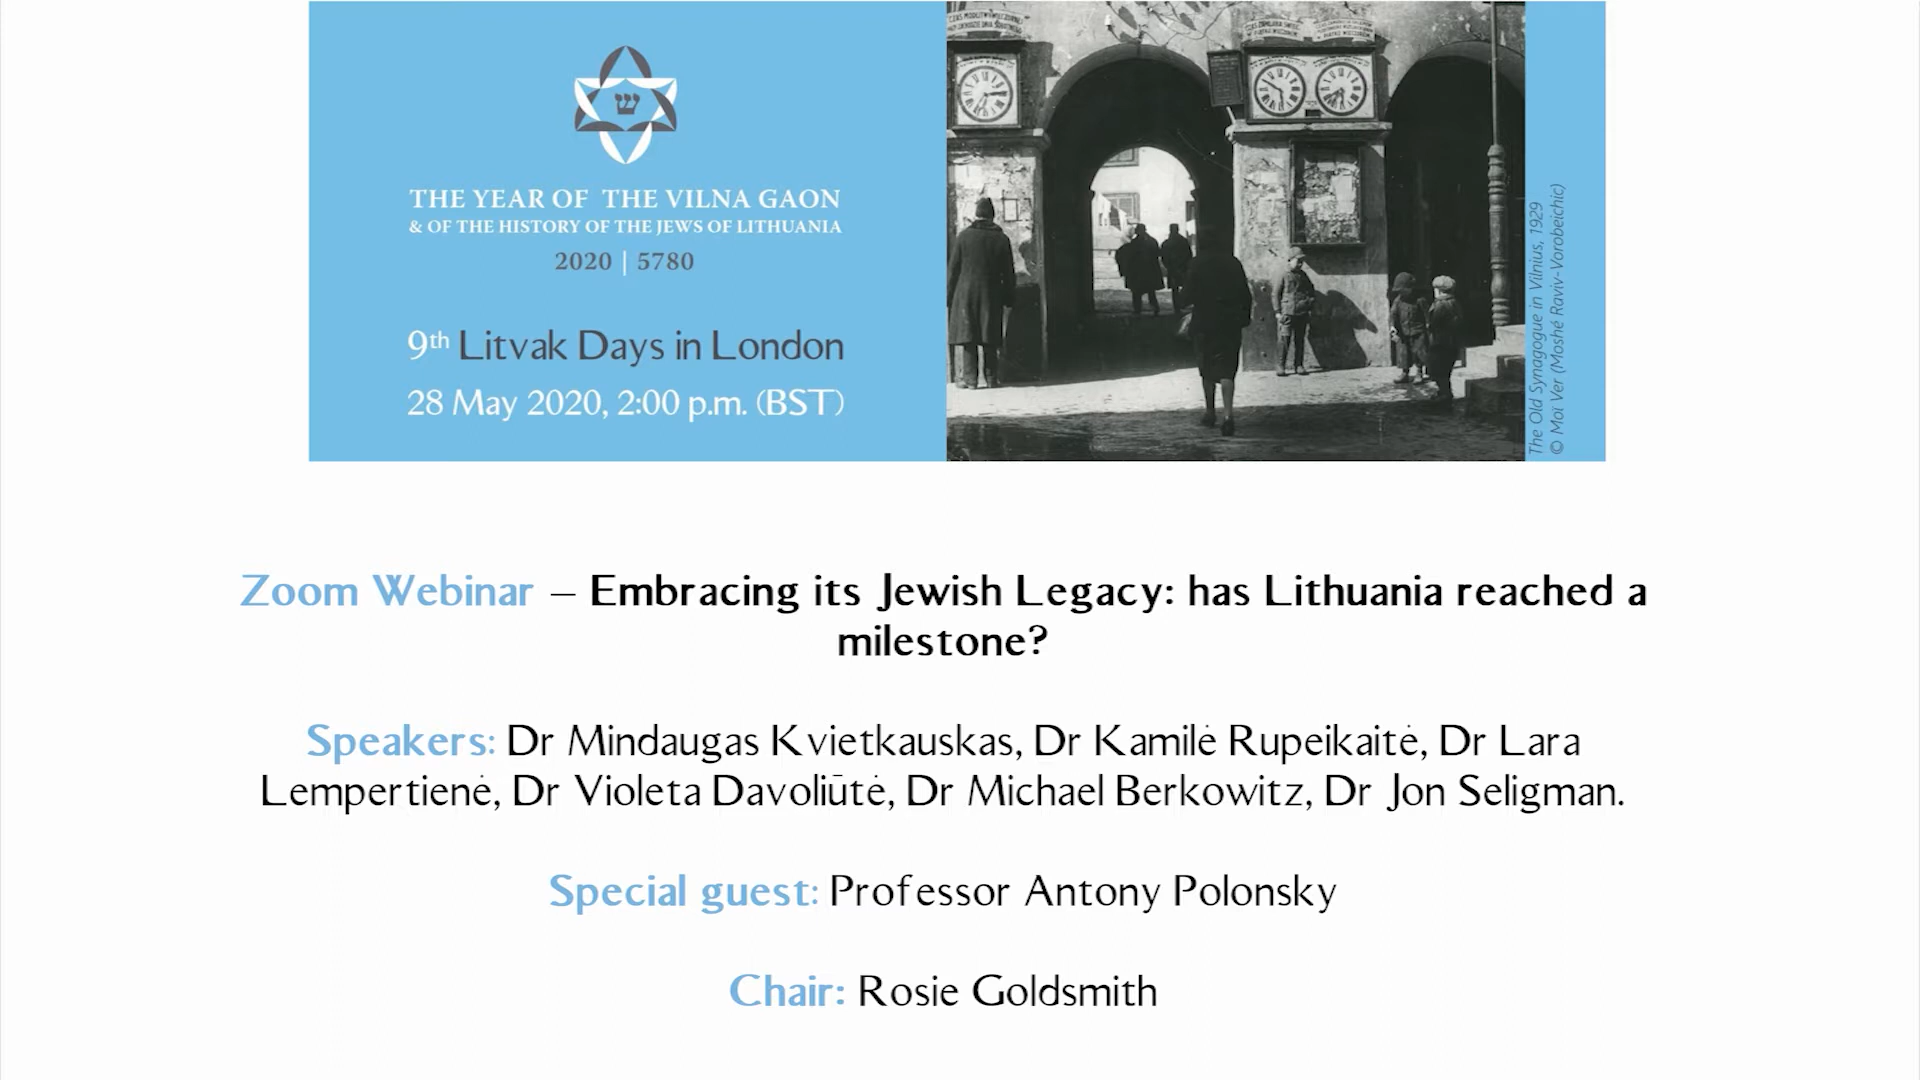 ש
THE YEAR OF THE VILNA GAON
& OF THE HISTORY OF THE JEWS OF LITHUANIA
2020 | 5780
9th Litvak Days in London
28 May 2020, 2:00 p.m. (BST)
The Old Synagogue in Vilnius, 1929
© Moï Ver (Moshé Raviv-Vorobeichic)
Zoom Webinar – Embracing its Jewish Legacy: has Lithuania reached a
milestone?
Speakers: Dr Mindaugas Kvietkauskas, Dr Kamilė Rupeikaitė, Dr Lara
Lempertienė, Dr Violeta Davoliūtė, Dr Michael Berkowitz, Dr Jon Seligman.
Special guest: Professor Antony Polonsky
Chair: Rosie Goldsmith